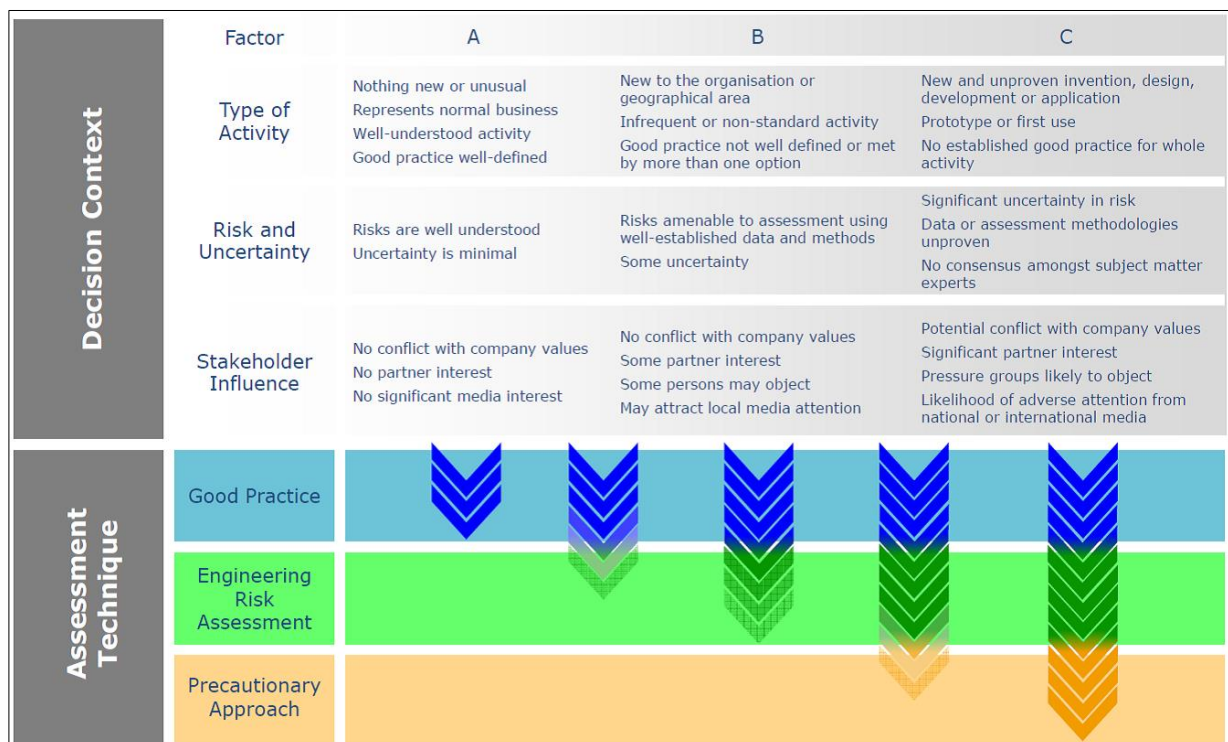 Decision Context
Factor
A
B
C
Type of
Activity
Nothing new or unusual
Represents normal business
Well-understood activity
Good practice well-defined
New to the organisation or
geographical area
Infrequent or non-standard activity
Good practice not well defined or met
by more than one option
New and unproven invention, design,
development or application
Prototype or first use
No established good practice for whole
activity
Risk and
Uncertainty
Risks are well understood
Uncertainty is minimal
Risks amenable to assessment using
well-established data and methods
Some uncertainty
Significant uncertainty in risk
Data or assessment methodologies
unproven
No consensus amongst subject matter
experts
Stakeholder
Influence
No conflict with company values
No partner interest
No significant media interest
No conflict with company values
Some partner interest
Some persons may object
May attract local media attention
Potential conflict with company values
Significant partner interest
Pressure groups likely to object
Likelihood of adverse attention from
national or international media
Assessment
Technique
Good Practice
Engineering
Risk
Assessment
Precautionary
Approach